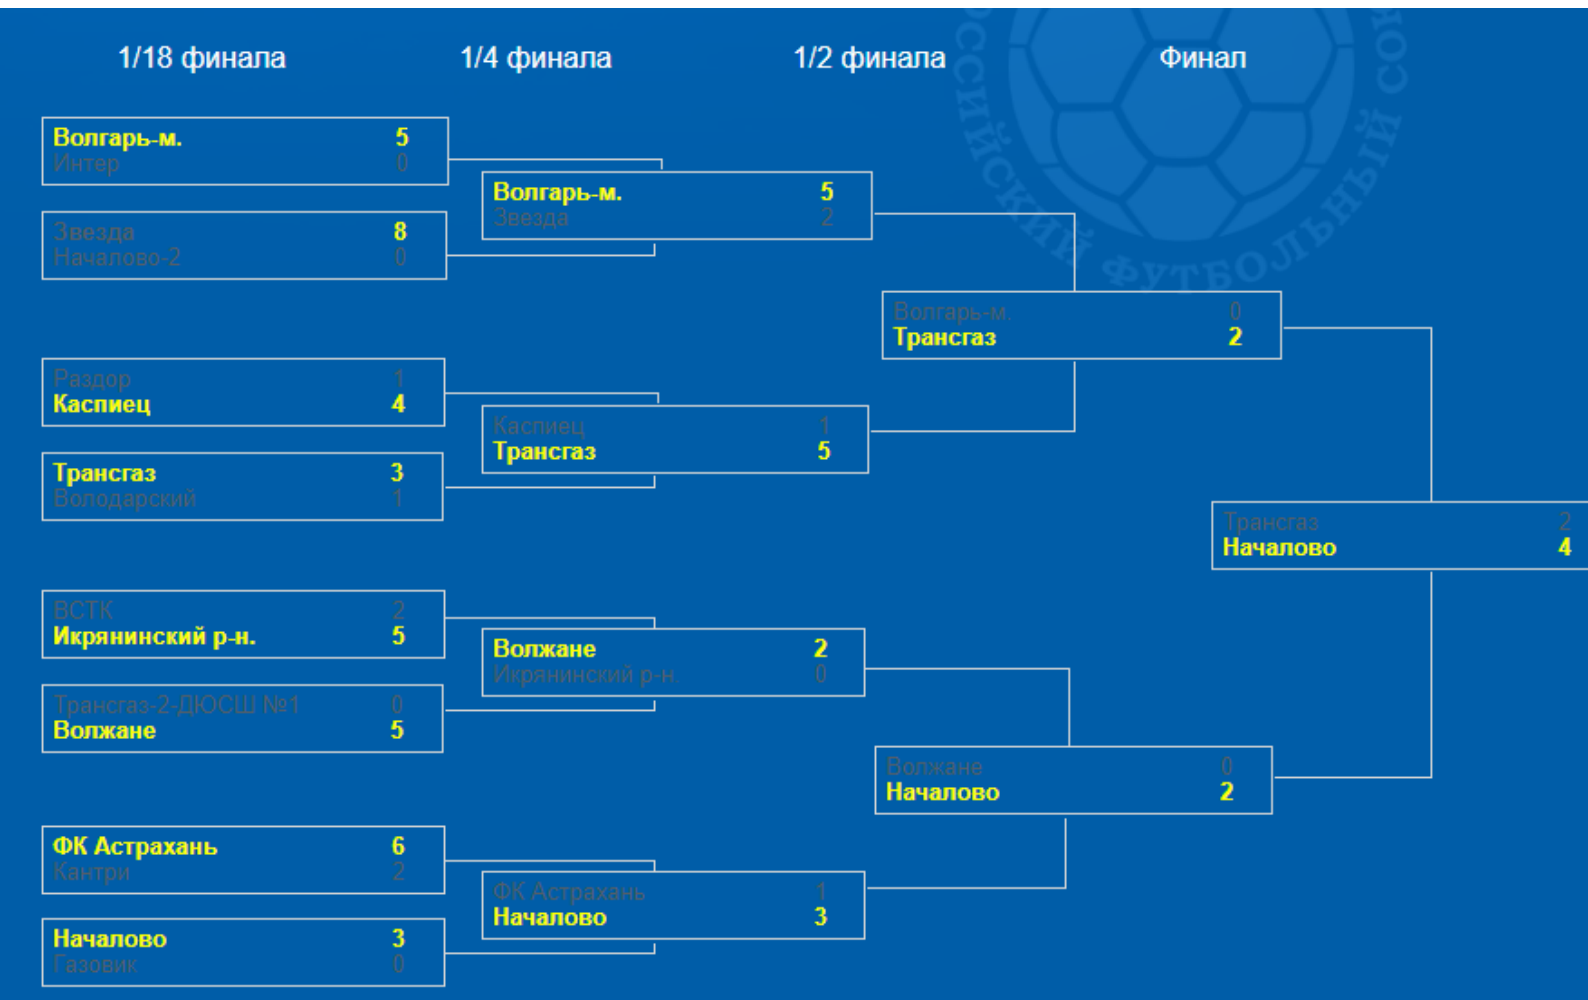 1/18 финала
1/4 финала
1/2 финала
Финал
Волгарь-м. 5
Интер 0
Звезда 8
Началово-2 0
Раздор 1
Каспиец 4
Трансгаз 3
Володарский 1
ВСТК 2
Икрянинский р-н. 5
Трансгаз-2-ДЮСШ №1 0
Волжане 5
ФК Астрахань 6
Кантри 2
Началово 3
Газовик 0
Волгарь-м. 5
Звезда 2
Каспиец 1
Трансгаз 5
Волжане 2
Икрянинский р-н. 0
ФК Астрахань 1
Началово 3
Волгарь-м. 0
Трансгаз 2
Волжане 0
Началово 2
Трансгаз 2
Началово 4